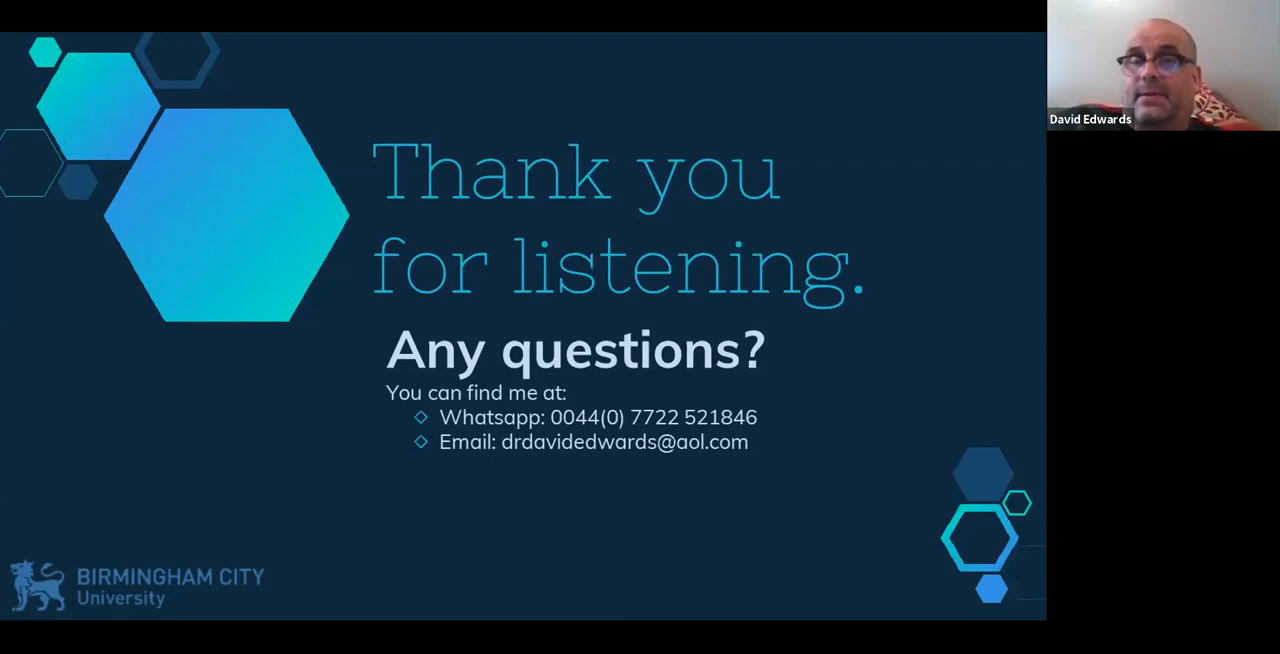 David Edwards
Thank you
for listening.
Any questions?
You can find me at:
Whatsapp: 0044(0) 7722 521846
Email: drdavidedwards@aol.com
BIRMINGHAM CITY
University